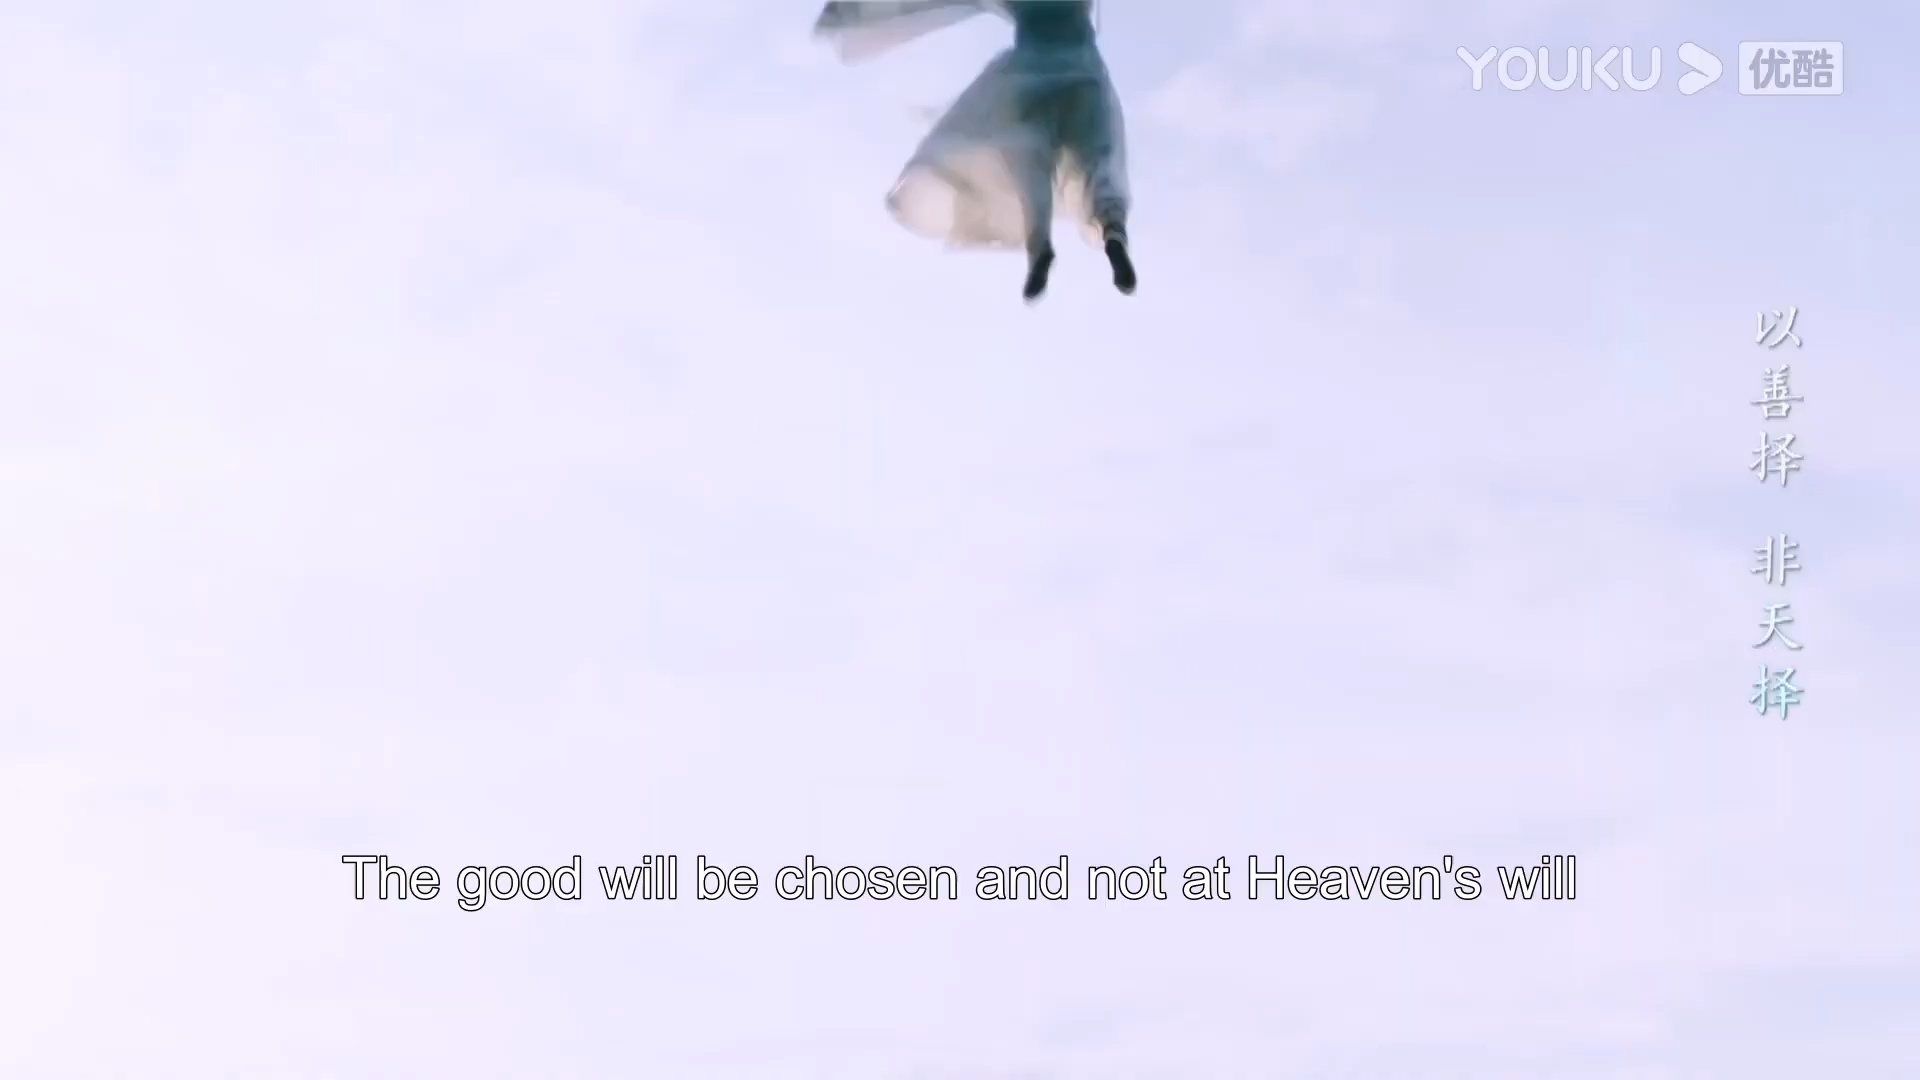 YOUKU 优酷
以善择 非天择
The good will be chosen and not at Heaven's will